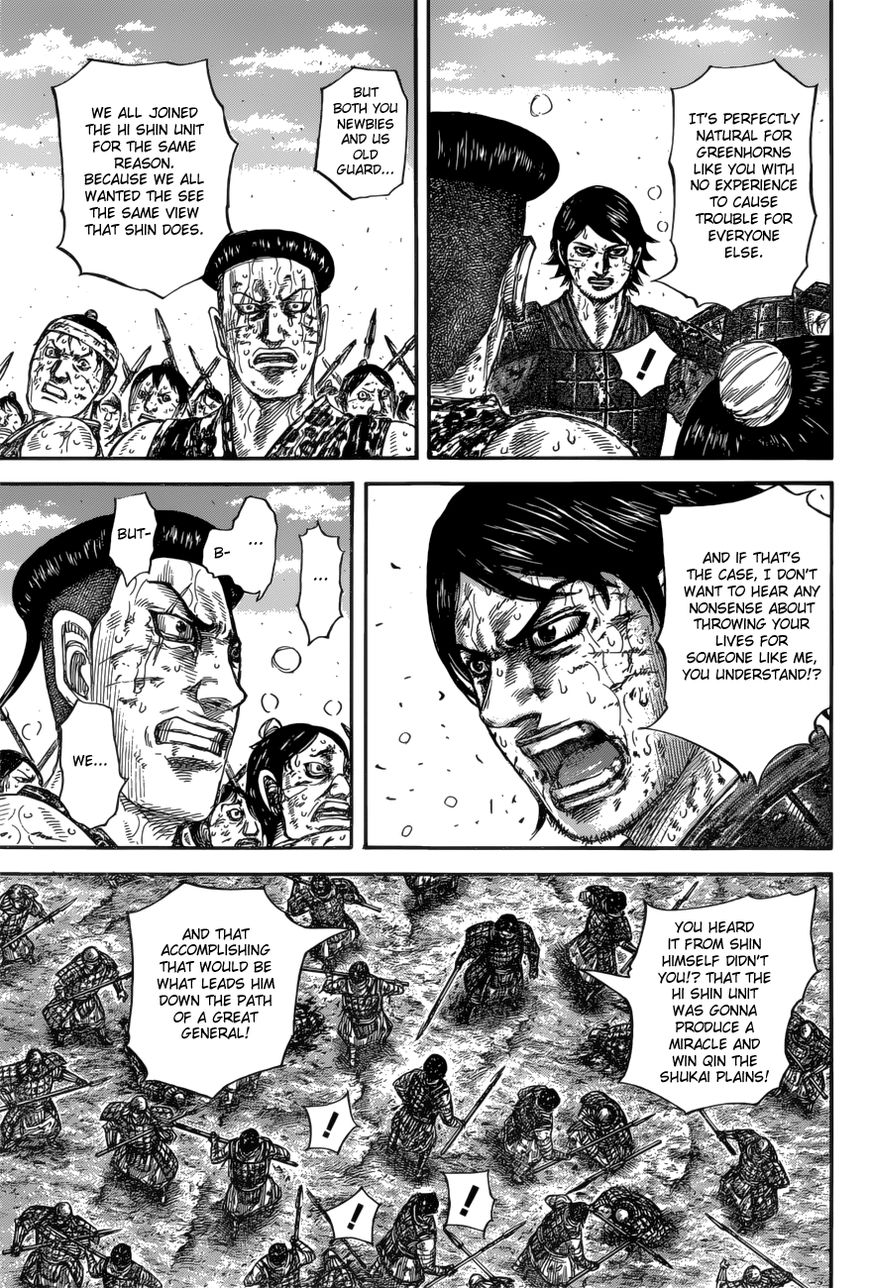 IT'S PERFECTLY
NATURAL FOR
GREENHORNS
LIKE YOU WITH
NO EXPERIENCE
TO CAUSE
TROUBLE FOR
EVERYONE
ELSE.
!
BUT
BOTH YOU
NEWBIES
AND US
OLD
GUARD...
WE ALL JOINED
THE HI SHIN UNIT
FOR THE SAME
REASON.
BECAUSE WE ALL
WANTED THE SEE
THE SAME VIEW
THAT SHIN DOES.
AND IF THAT'S
THE CASE, I DON'T
WANT TO HEAR ANY
NONSENSE ABOUT
THROWING YOUR
LIVES FOR
SOMEONE LIKE ME,
YOU UNDERSTAND!?
...
...
B-
BUT-
WE...
YOU HEARD
IT FROM SHIN
HIMSELF DIDN'T
YOU!? THAT THE
HI SHIN UNIT
WAS GONNA
PRODUCE A
MIRACLE AND
WIN QIN THE
SHUKAI PLAINS!
AND THAT
ACCOMPLISHING
THAT WOULD BE
WHAT LEADS HIM
DOWN THE PATH
OF A GREAT
GENERAL!
!
!
!